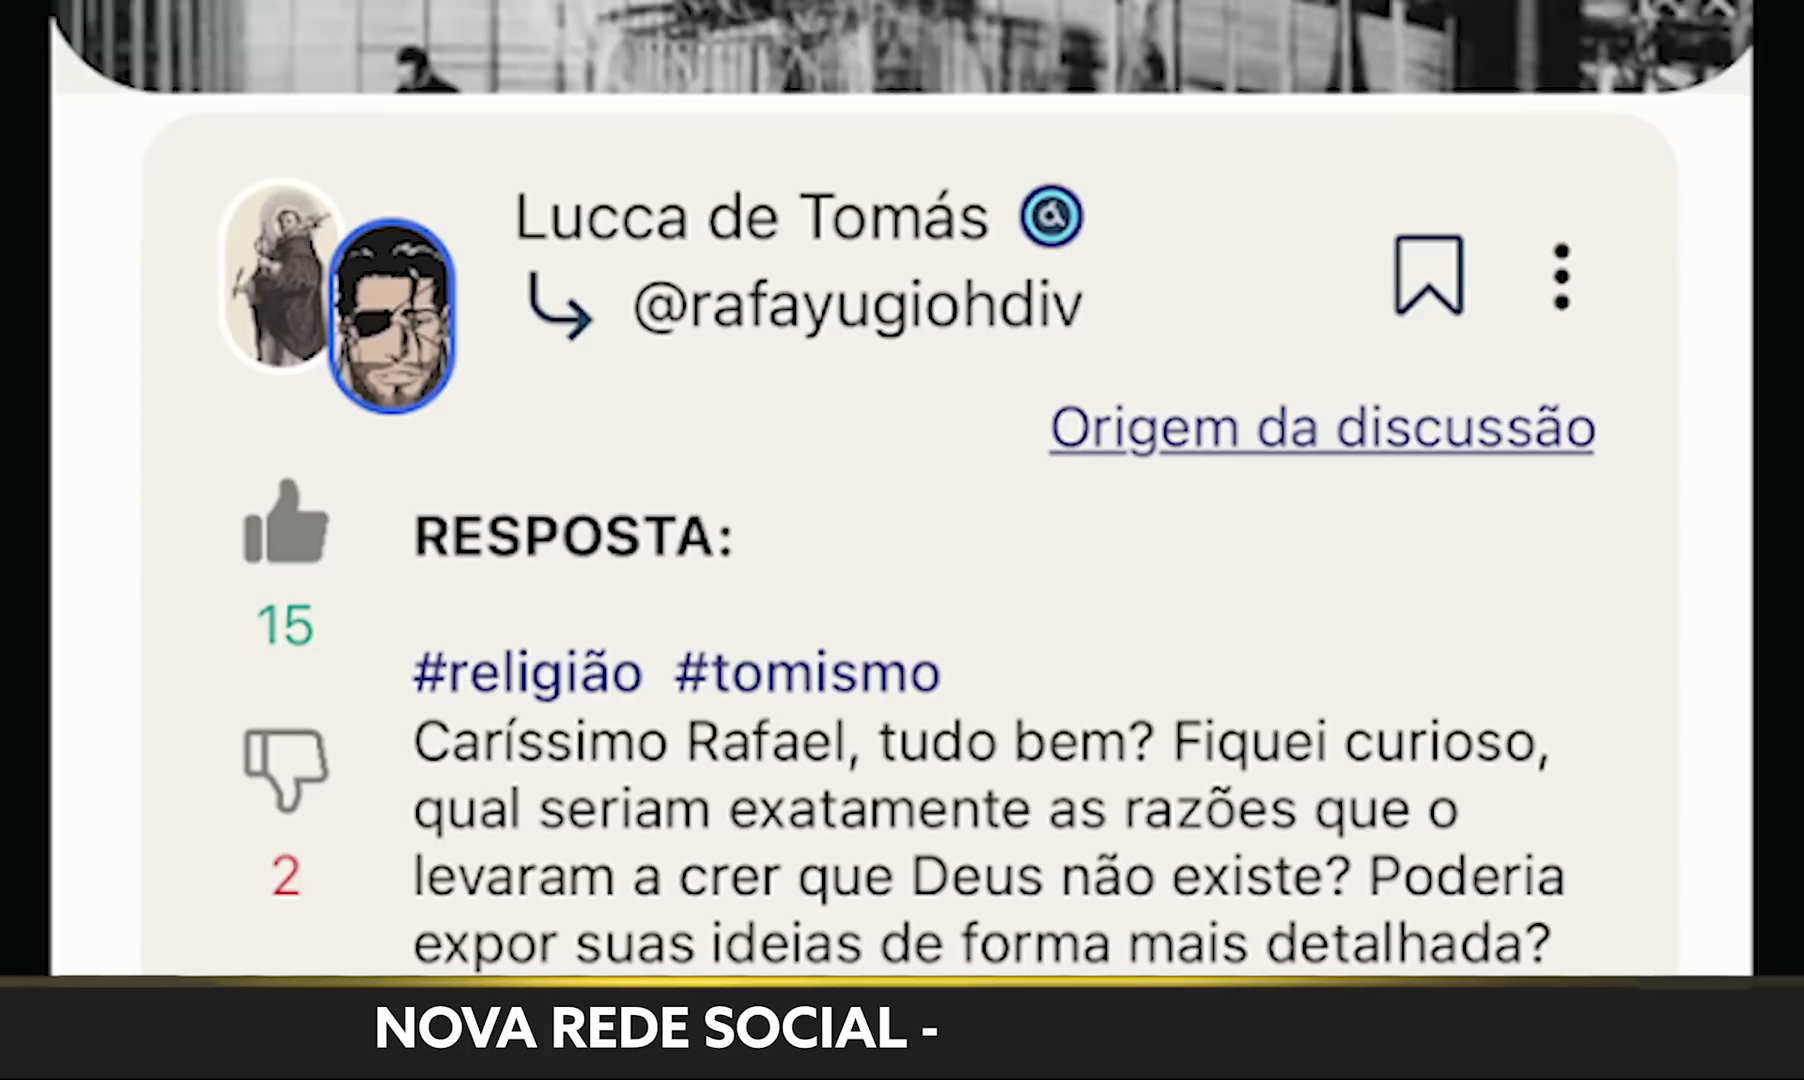 Lucca de Tomás
@rafayugiohdiv
Origem da discussão
RESPOSTA:
15
#religião #tomismo
Caríssimo Rafael, tudo bem? Fiquei curioso,
qual seriam exatamente as razões que o
levaram a crer que Deus não existe? Poderia
2
expor suas ideias de forma mais detalhada?
NOVA REDE SOCIAL -